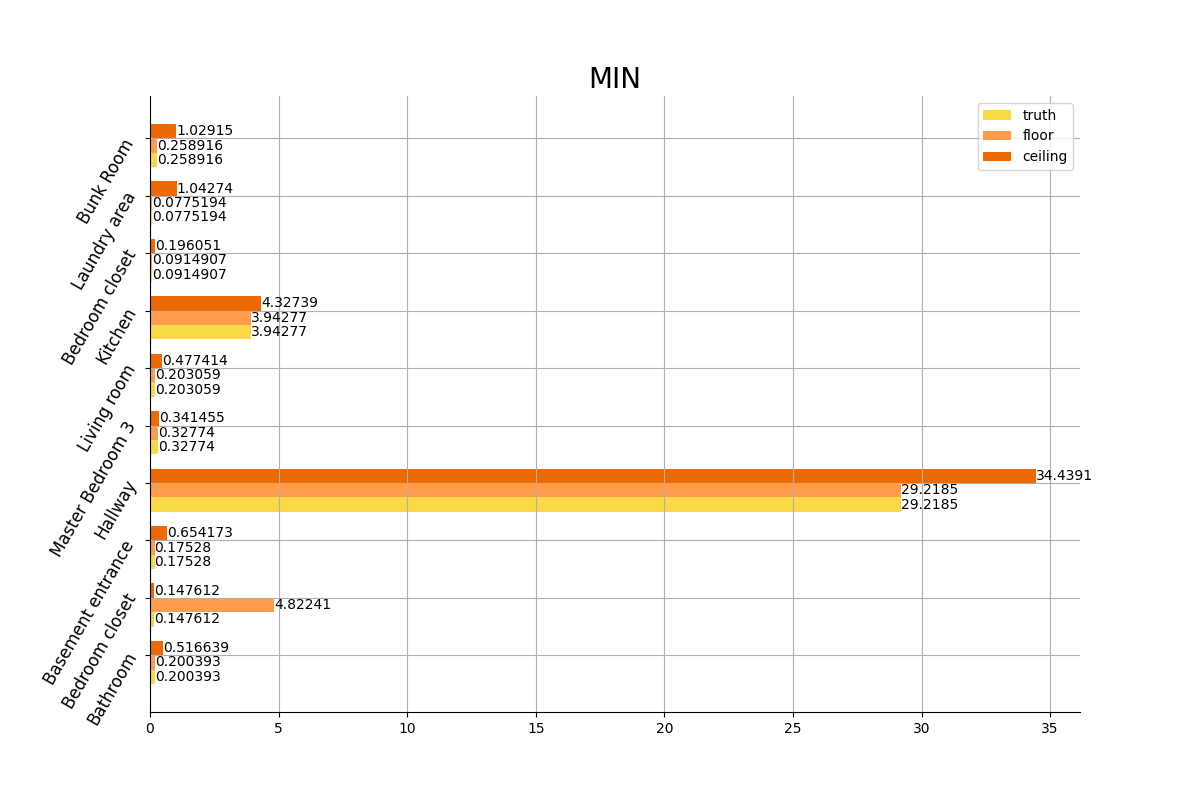 MIN
truth
floor
ceiling
Bunk Room
1.02915
0.258916
0.258916
Laundry area
1.04274
0.0775194
0.0775194
Bedroom closet
0.196051
0.0914907
0.0914907
Kitchen
4.32739
3.94277
3.94277
Living room
0.477414
0.203059
0.203059
Master Bedroom 3
0.341455
0.32774
0.32774
Hallway
34.4391
29.2185
29.2185
Basement entrance
0.654173
0.17528
0.17528
Bedroom closet
0.147612
4.82241
0.147612
Bathroom
0.516639
0.200393
0.200393
0 5 10 15 20 25 30 35